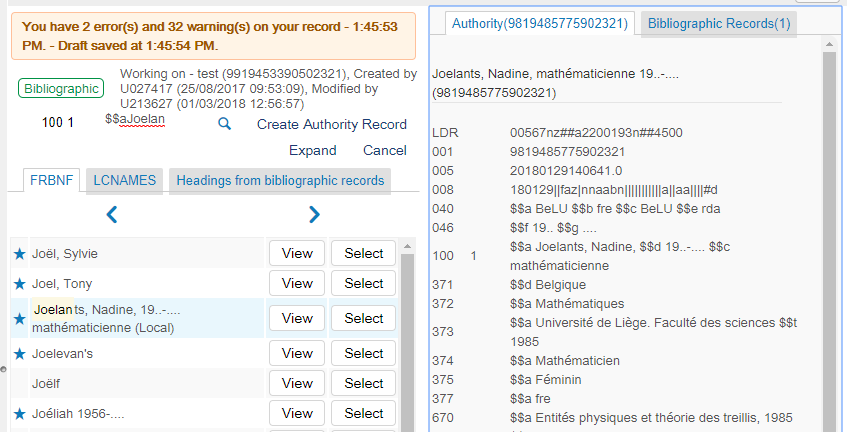 You have 2 error(s) and 32 warning(s) on your record - 1:45:53
PM. - Draft saved at 1:45:54 PM.
Bibliographic
Working on - test (9919453390502321), Created by
U027417 (25/08/2017 09:53:09), Modified by
U213627 (01/03/2018 12:56:57)
100 1 $$aJoelan
Create Authority Record
Expand Cancel
FRBNF LCNAMES Headings from bibliographic records
Joël, Sylvie View Select
Joel, Tony View Select
Joelants, Nadine, 19..-....
mathématicienne (Local) View Select
Joelevan's View Select
Joëlf View Select
Joéliah 1956-.... View Select
Authority(9819485775902321) Bibliographic Records(1)
Joelants, Nadine, mathématicienne 19..-....
(9819485775902321)
LDR 00567nz##a2200193n##4500
001 9819485775902321
005 20180129140641.0
008 180129||faz|nnaabn|||||||||||a||aa||||#d
040 $$a BeLU $$b fre $$c BeLU $$e rda
046 $$f 19.. $$g ....
100 1 $$a Joelants, Nadine, $$d 19..-.... $$c
mathématicienne
371 $$d Belgique
372 $$a Mathématiques
373 $$a Université de Liège. Faculté des sciences $$t
1985
374 $$a Mathématicien
375 $$a Féminin
377 $$a fre
670 $$a Entités physiques et théorie des treillis, 1985